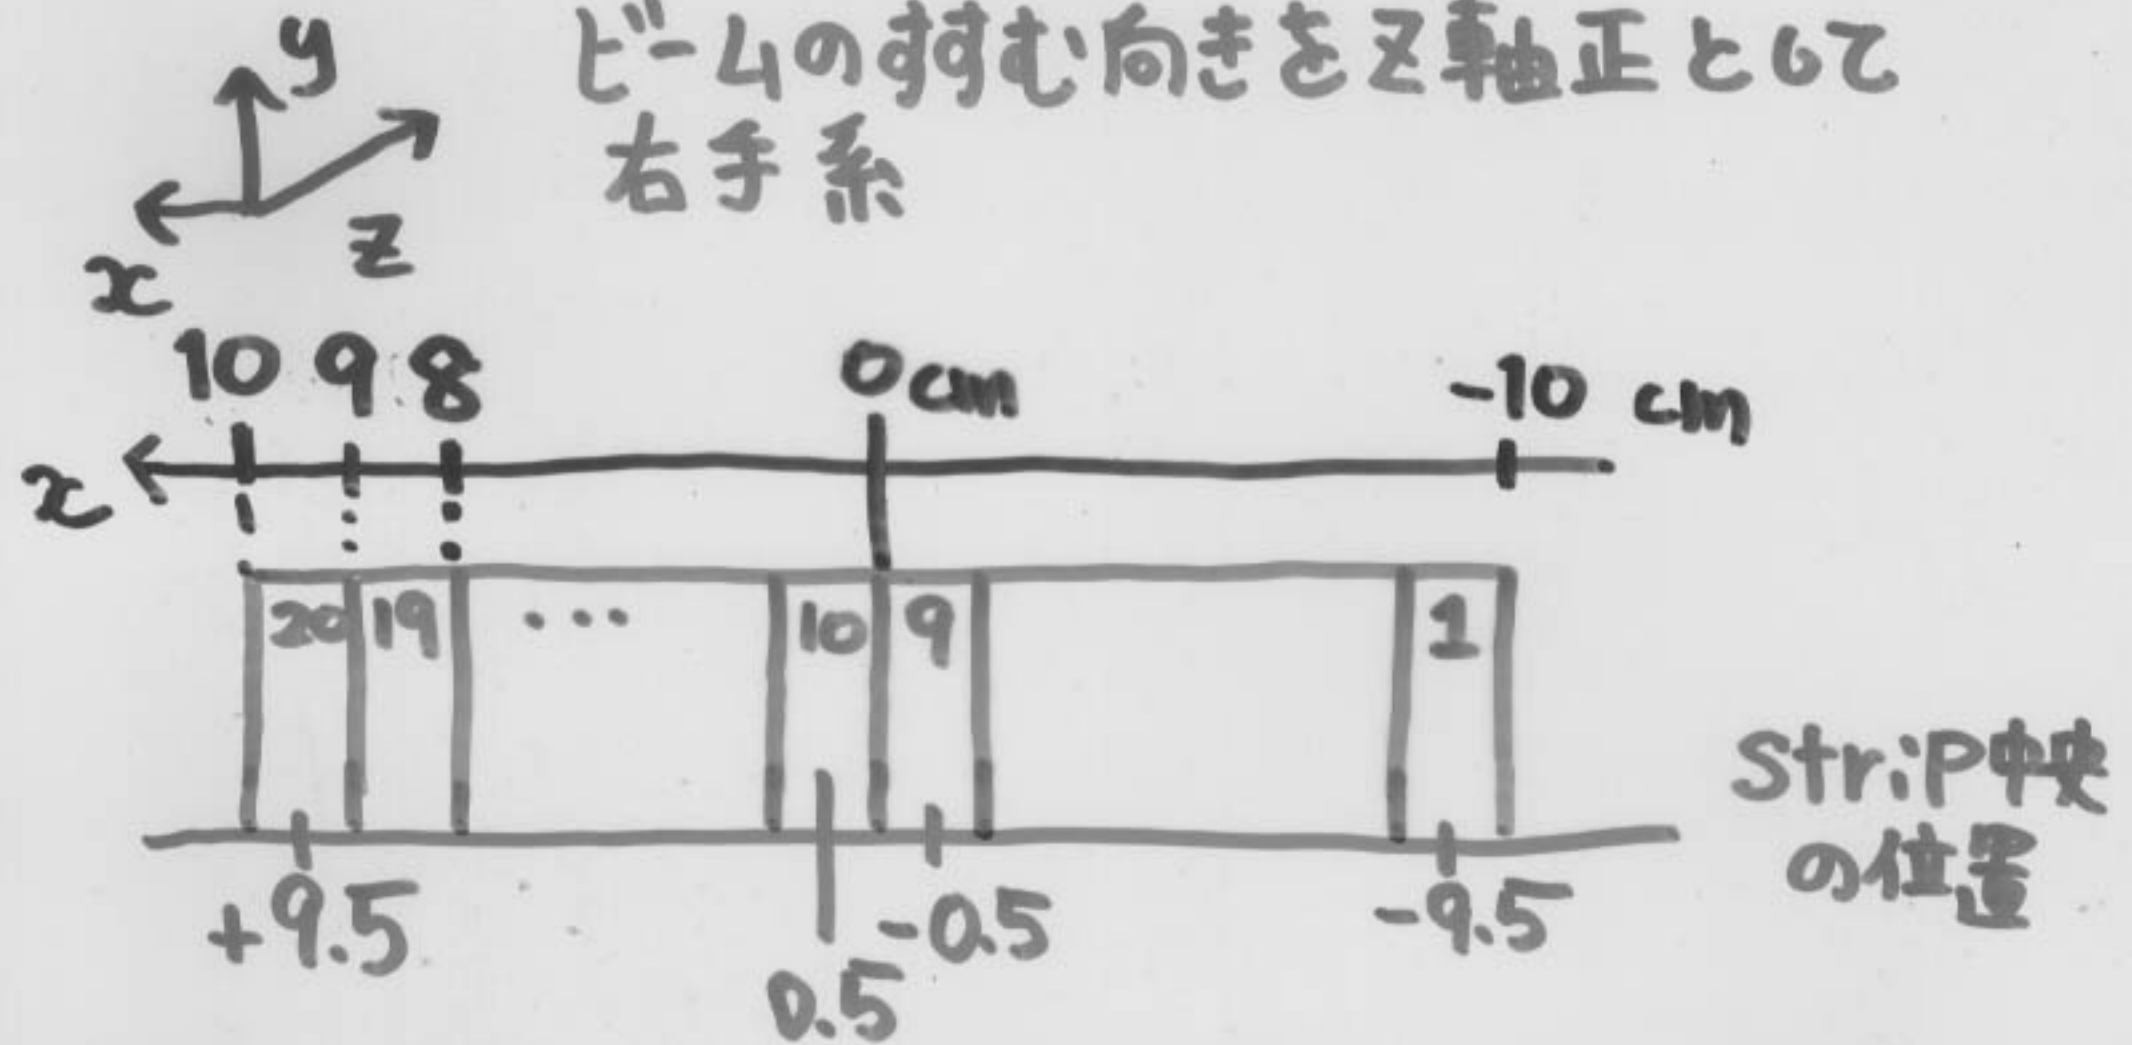 y
ビームのすすむ向きをz軸正として
右手系
z
x
10 9 8 0cm -10 cm
x
20 19 ... 10 9 1
Strip中央
の位置
+9.5 0.5 -0.5 -9.5